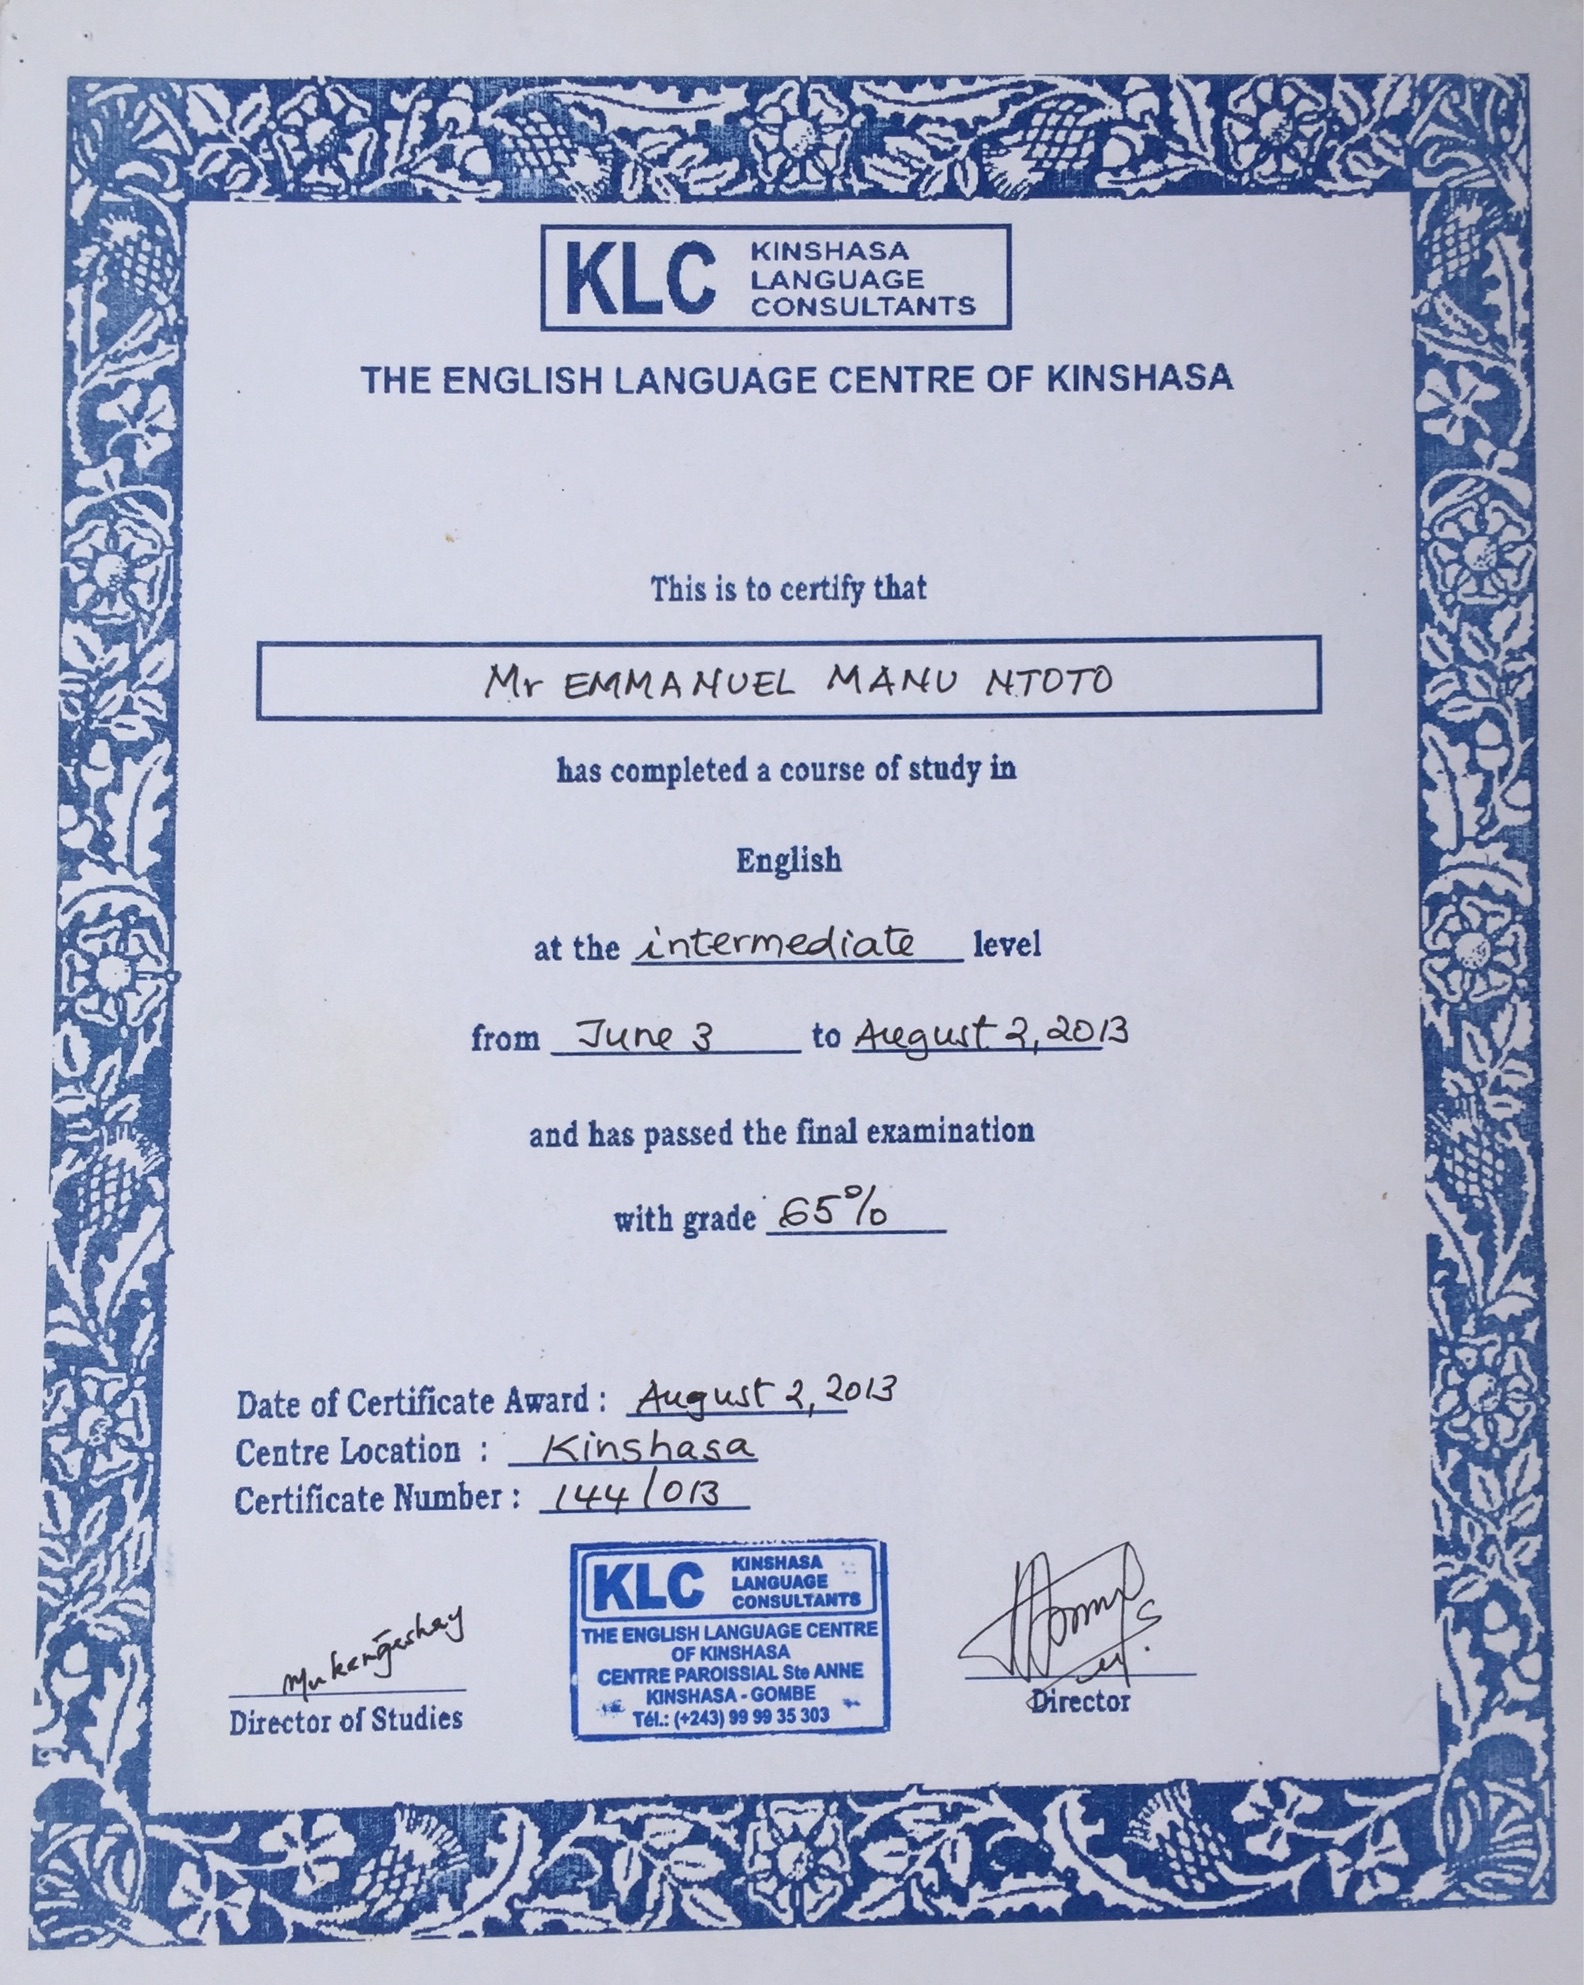 KLC
KINSHASA
LANGUAGE
CONSULTANTS
THE ENGLISH LANGUAGE CENTRE OF KINSHASA
This is to certify that
Mr EMMANUEL MANU NTOTO
has completed a course of study in
English
at the intermediate level
from June 3 to August 2, 2013
and has passed the final examination
with grade 65%
Date of Certificate Award : August 2, 2013
Centre Location : Kinshasa
Certificate Number : 144/013
KLC
KINSHASA
LANGUAGE
CONSULTANTS
THE ENGLISH LANGUAGE CENTRE
OF KINSHASA
CENTRE PAROISSIAL Ste ANNE
KINSHASA - GOMBE
Tél.: (+243) 99 99 35 303
Director of Studies
Director